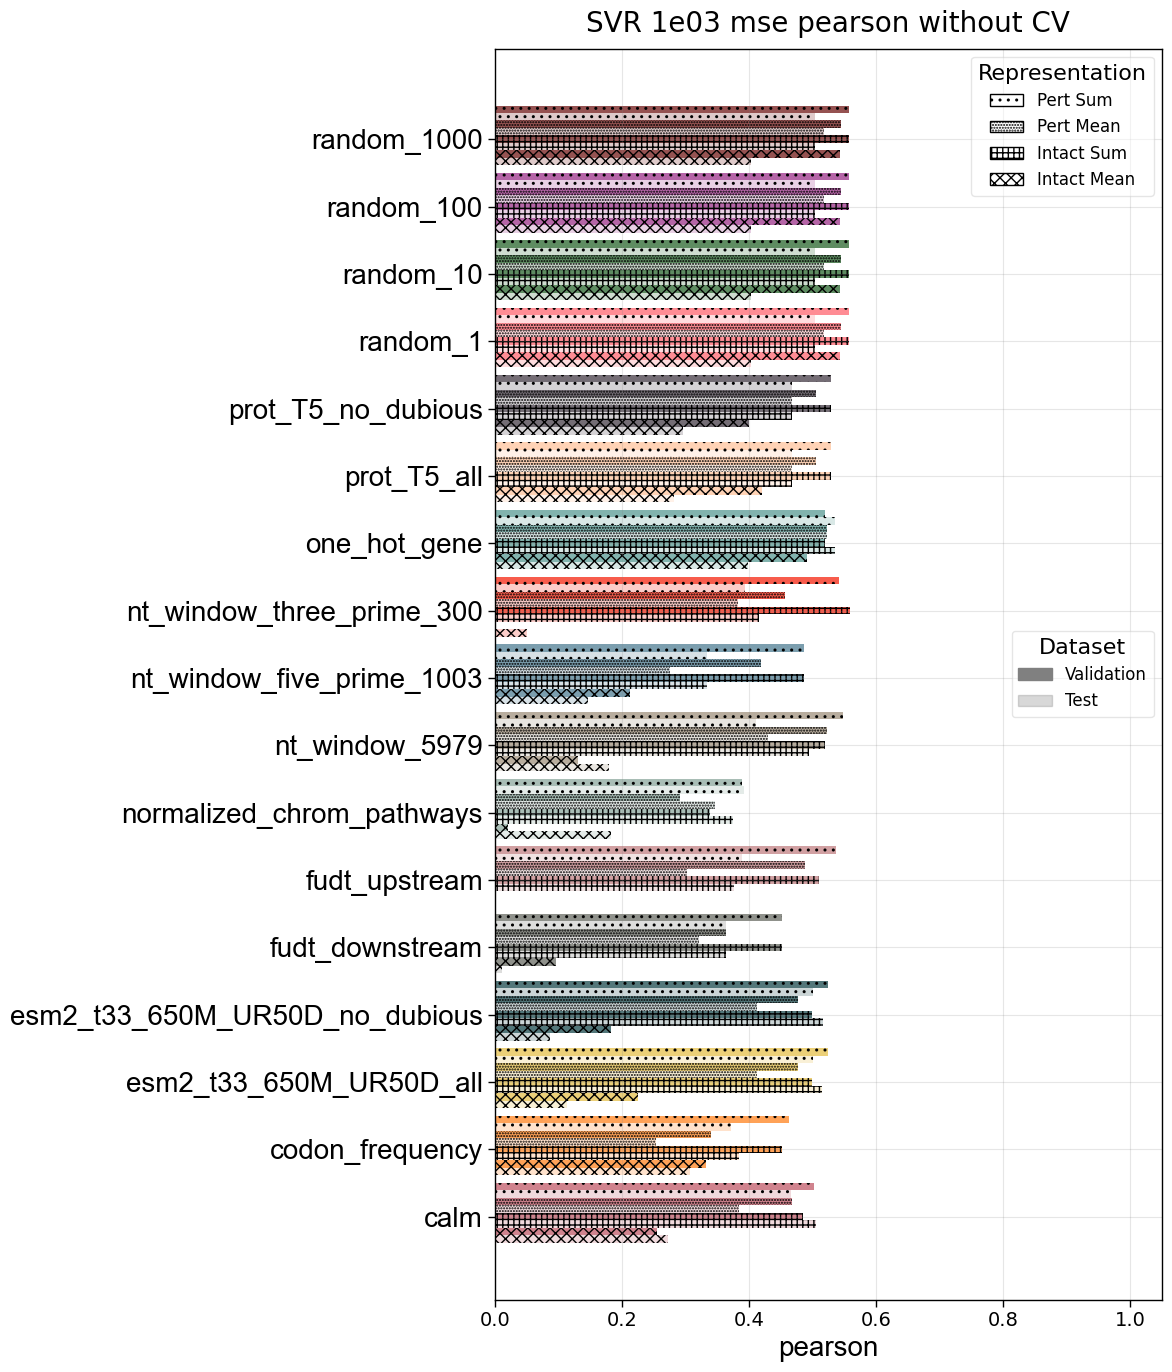 SVR 1e03 mse pearson without CV
Representation
Pert Sum
Pert Mean
Intact Sum
Intact Mean
random_1000
random_100
random_10
random_1
prot_T5_no_dubious
prot_T5_all
one_hot_gene
nt_window_three_prime_300
nt_window_five_prime_1003
Dataset
Validation
Test
nt_window_5979
normalized_chrom_pathways
fudt_upstream
fudt_downstream
esm2_t33_650M_UR50D_no_dubious
esm2_t33_650M_UR50D_all
codon_frequency
calm
0.0 0.2 0.4 0.6 0.8 1.0
pearson